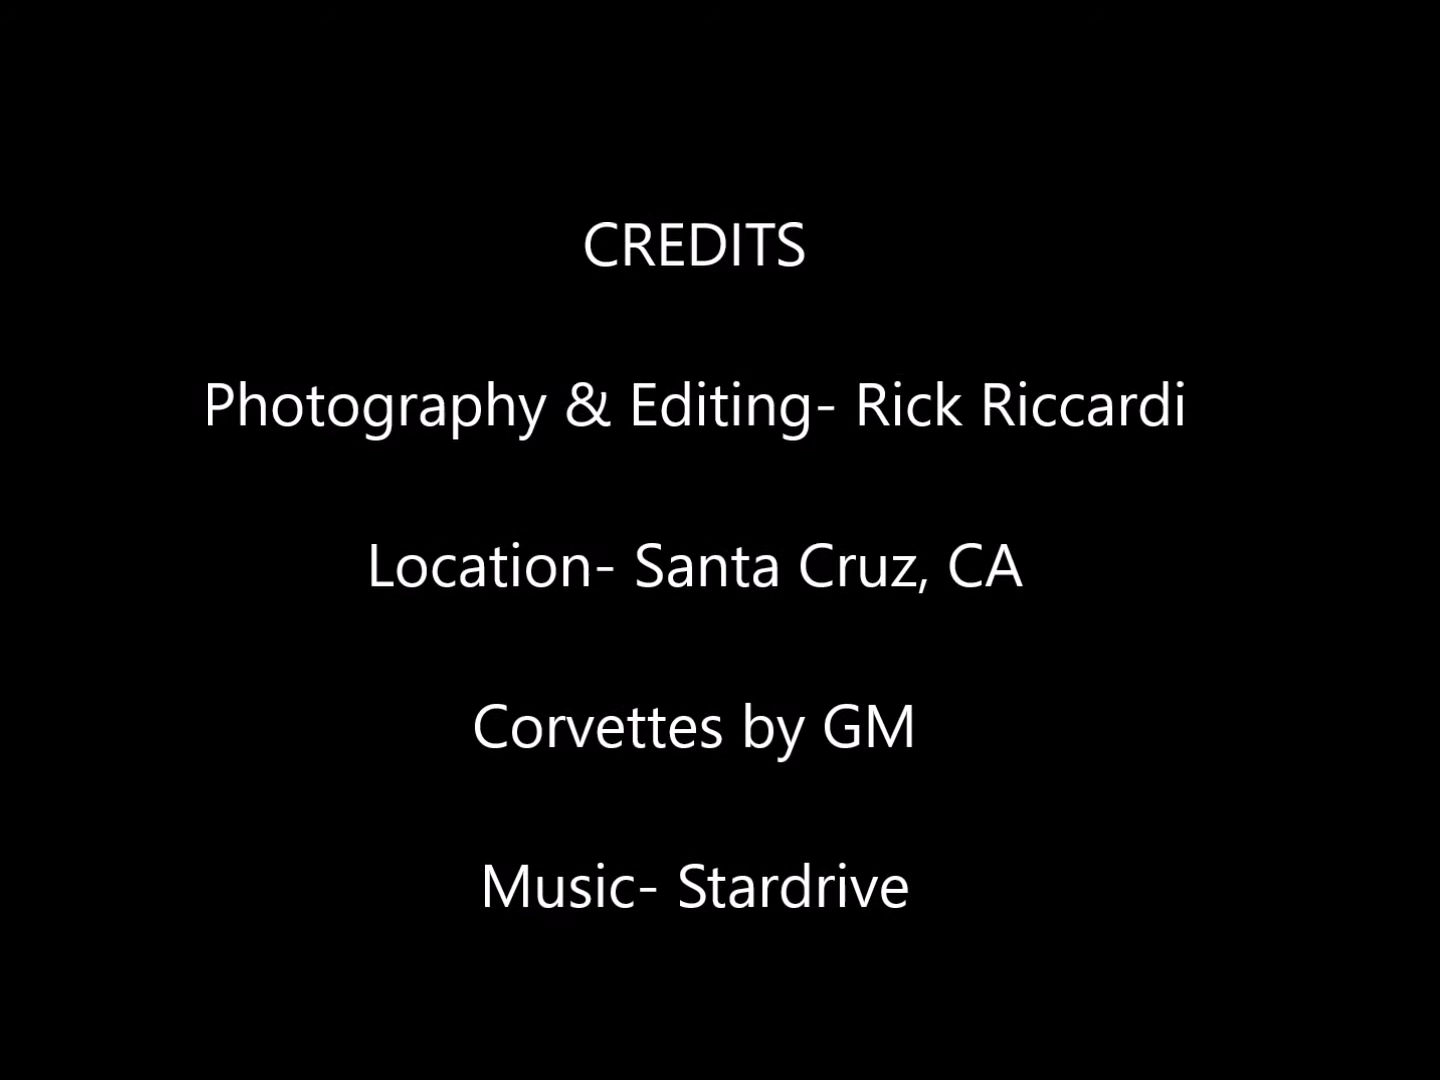 CREDITS
Photography & Editing- Rick Riccardi
Location- Santa Cruz, CA
Corvettes by GM
Music- Stardrive